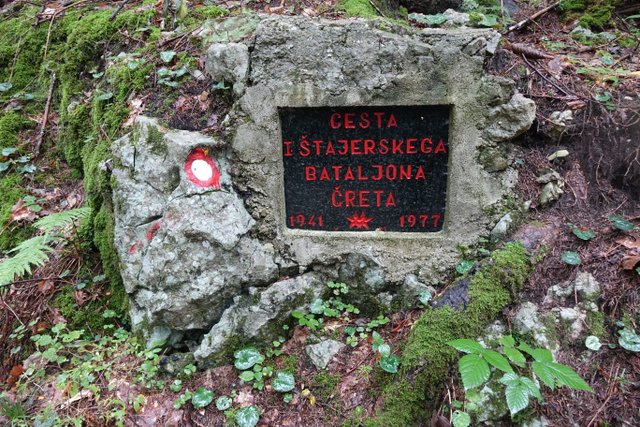 CESTA
I ŠTAJERSKEGA
BATALJONA
ČRETA
1941 1977